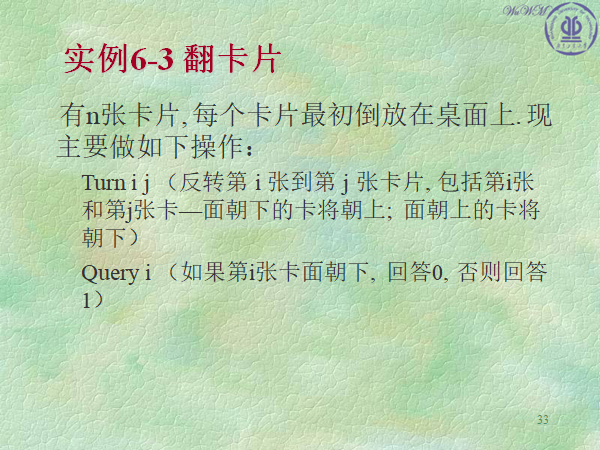 WuWM
实例6-3 翻卡片
有n张卡片, 每个卡片最初倒放在桌面上. 现
主要做如下操作：
Turn i j （反转第 i 张到第 j 张卡片, 包括第i张
和第j张卡—面朝下的卡将朝上; 面朝上的卡将
朝下）
Query i （如果第i张卡面朝下, 回答0, 否则回答
1）
33